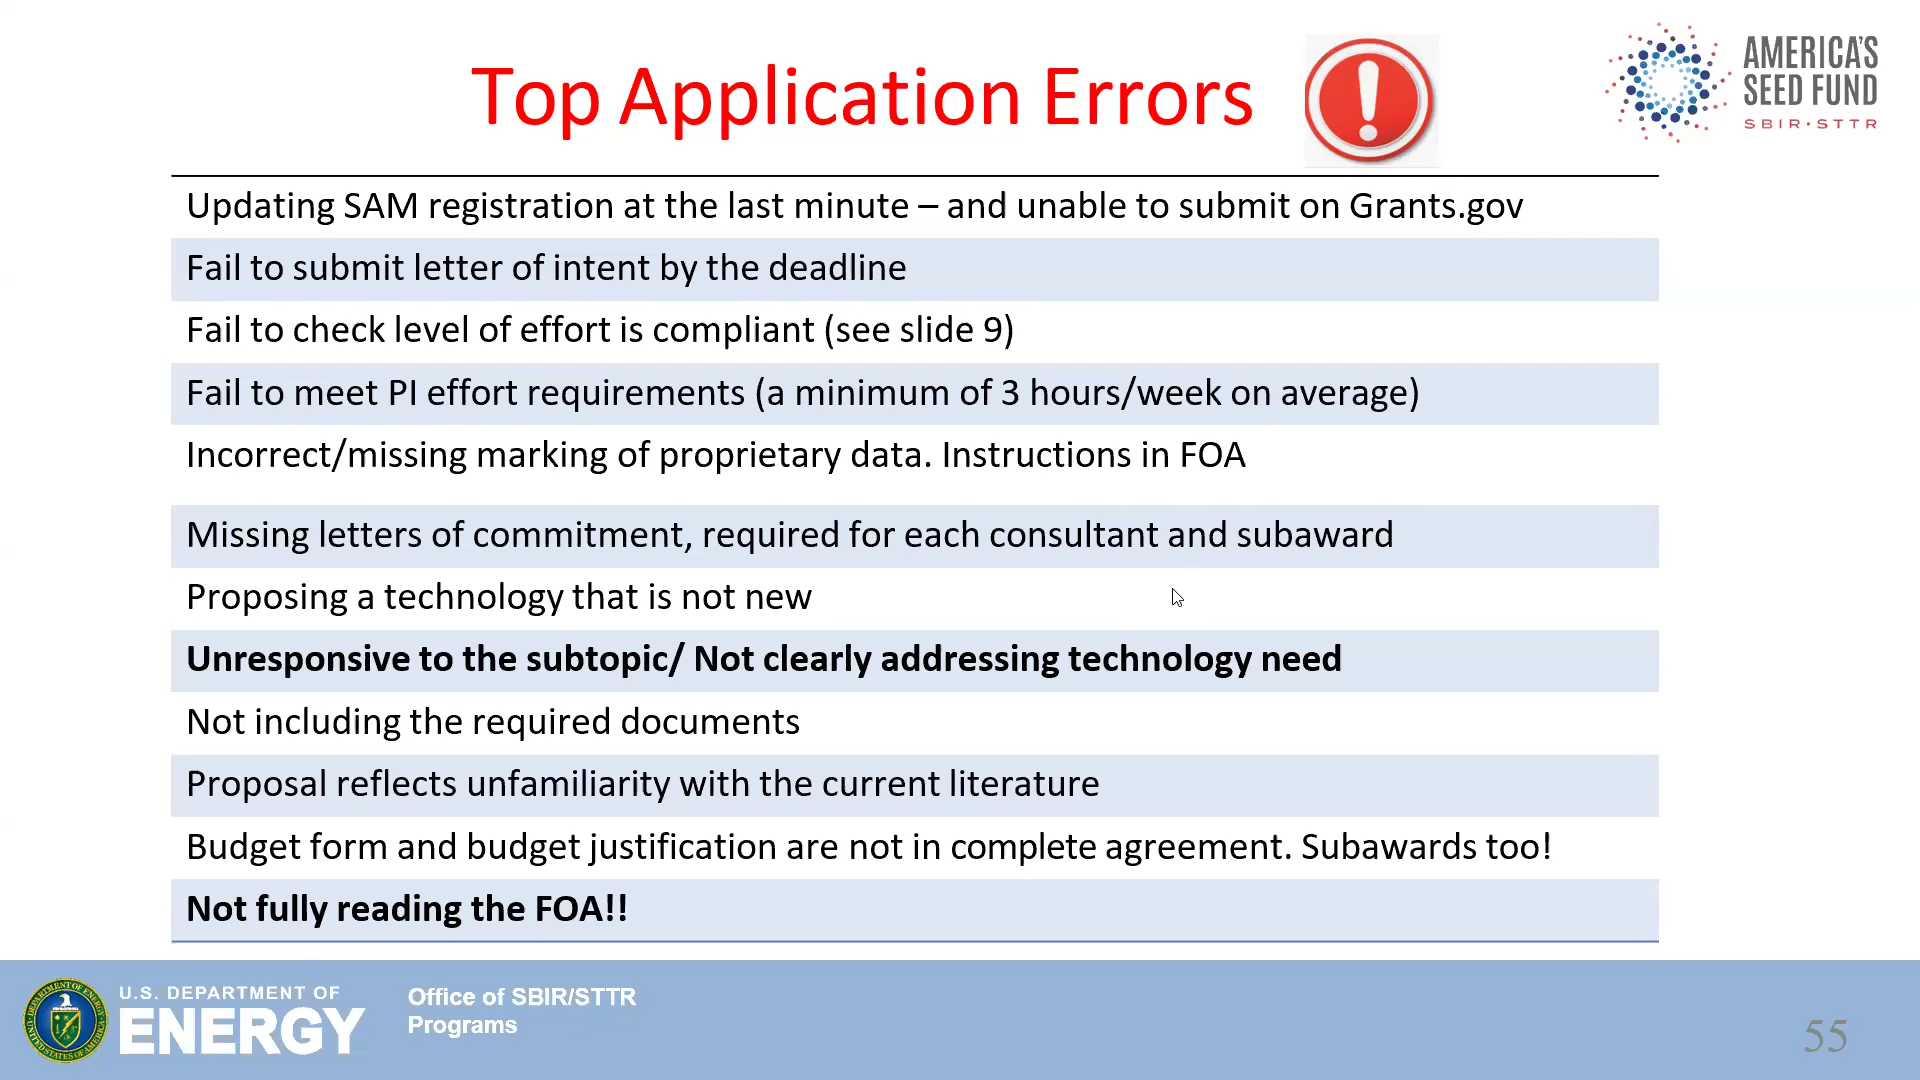 Top Application Errors
AMERICA'S
SEED FUND
SBIR·STTR
Updating SAM registration at the last minute – and unable to submit on Grants.gov
Fail to submit letter of intent by the deadline
Fail to check level of effort is compliant (see slide 9)
Fail to meet PI effort requirements (a minimum of 3 hours/week on average)
Incorrect/missing marking of proprietary data. Instructions in FOA
Missing letters of commitment, required for each consultant and subaward
Proposing a technology that is not new
Unresponsive to the subtopic/ Not clearly addressing technology need
Not including the required documents
Proposal reflects unfamiliarity with the current literature
Budget form and budget justification are not in complete agreement. Subawards too!
Not fully reading the FOA!!
U.S. DEPARTMENT OF
ENERGY
Office of SBIR/STTR
Programs
55